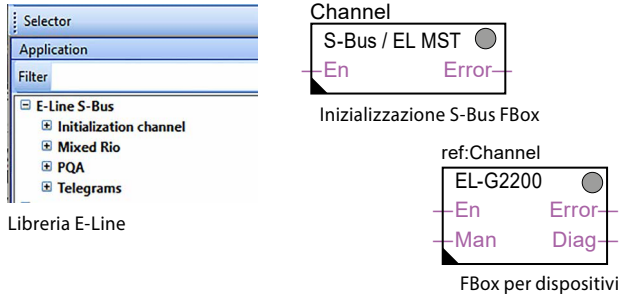 Selector
Application
Filter
E-Line S-Bus
Initialization channel
Mixed Rio
PQA
Telegrams
Libreria E-Line
Channel
S-Bus / EL MST
En Error
Inizializzazione S-Bus FBox
ref:Channel
EL-G2200
En Error
Man Diag
FBox per dispositivi